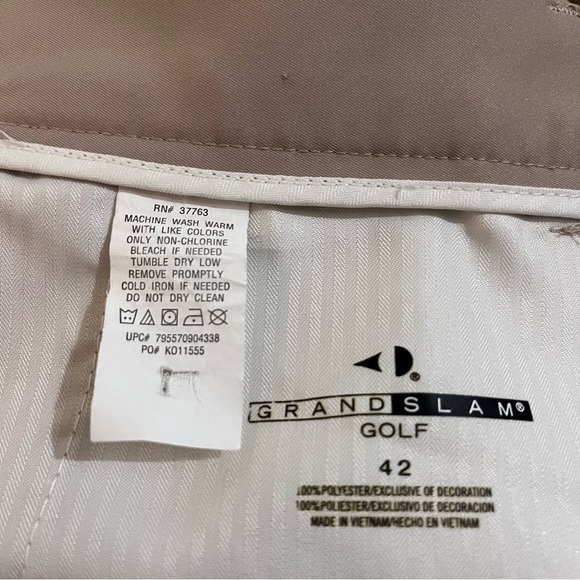 RN# 37763
MACHINE WASH WARM
WITH LIKE COLORS
ONLY NON-CHLORINE
BLEACH IF NEEDED
TUMBLE DRY LOW
REMOVE PROMPTLY
COLD IRON IF NEEDED
DO NOT DRY CLEAN
UPC# 795570904338
PO# KO11555
GRANDSLAM®
GOLF
42
100%POLYESTER/EXCLUSIVE OF DECORATION
100%POLIESTER/EXCLUSIVO DE DECORACION
MADE IN VIETNAM/HECHO EN VIETNAM